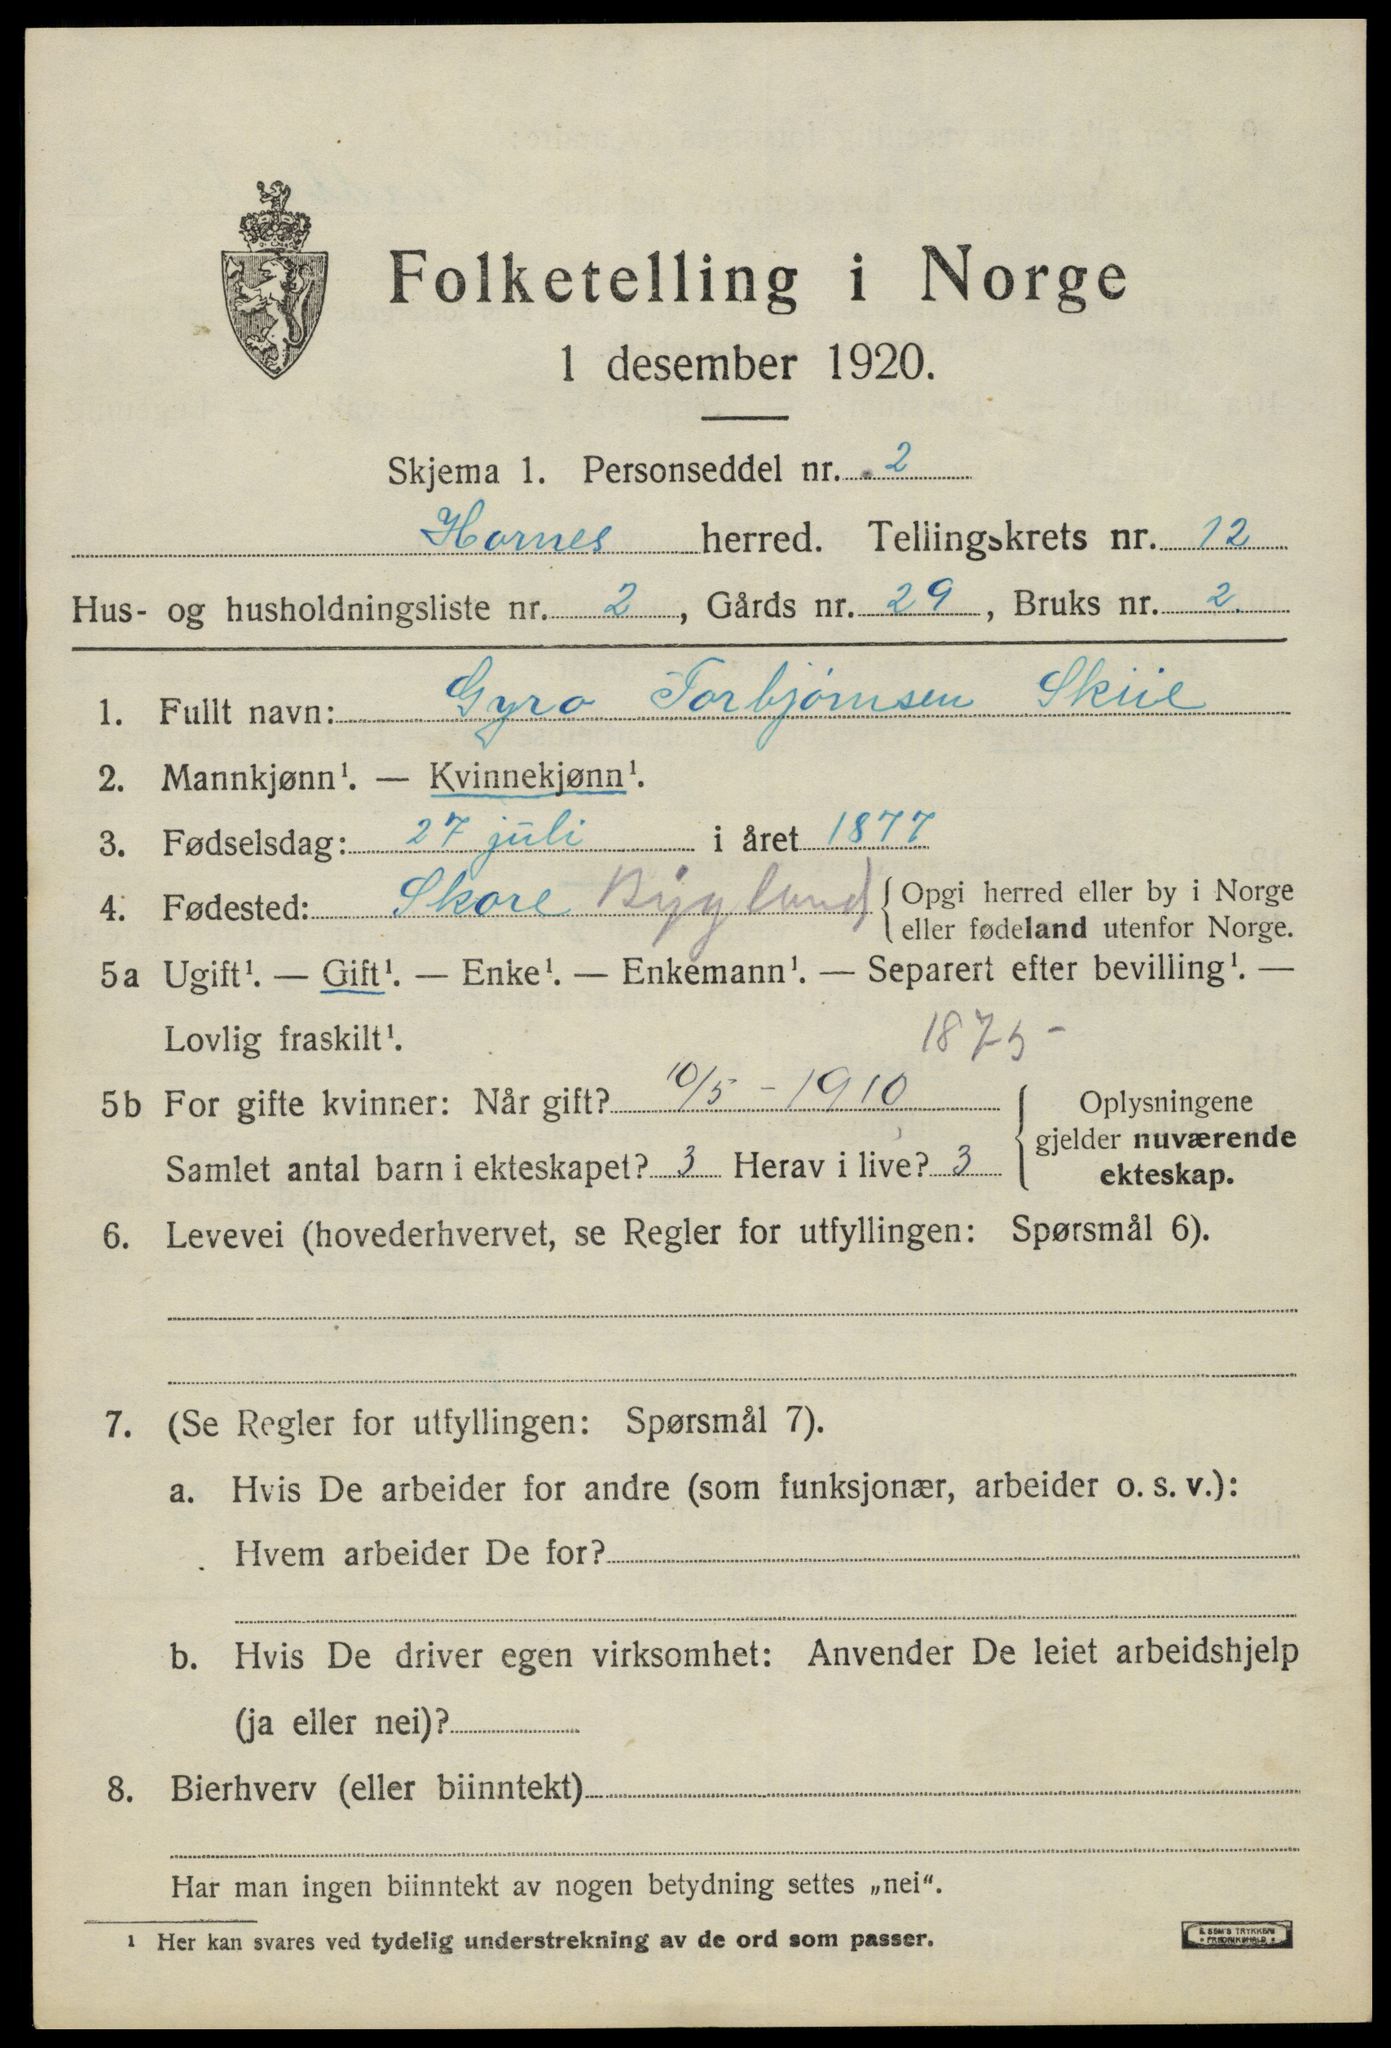 Folketelling i Norge
1 desember 1920.
Skjema 1. Personseddel nr. 2
Hornes herred. Tellingskrets nr. 12
Hus- og husholdningsliste nr. 2, Gårds nr. 29, Bruks nr. 2.
1. Fullt navn: Gyro Torbjørnsen Skiie
2. Mannkjønn¹. — Kvinnekjønn¹.
3. Fødselsdag: 27 juli i året 1877
4. Fødested: Skore Bygland { Opgi herred eller by i Norge
eller fødeland utenfor Norge.
5a Ugift¹. — Gift¹. — Enke¹. — Enkemann¹. — Separert efter bevilling¹. —
Lovlig fraskilt¹.
1875-
5b For gifte kvinner: Når gift? 10/5 - 1910
Samlet antal barn i ekteskapet? 3 Herav i live? 3
{ Oplysningene
gjelder nuværende
ekteskap.
6. Levevei (hovederhvervet, se Regler for utfyllingen: Spørsmål 6).
7. (Se Regler for utfyllingen: Spørsmål 7).
a. Hvis De arbeider for andre (som funksjonær, arbeider o. s. v.):
Hvem arbeider De for?
b. Hvis De driver egen virksomhet: Anvender De leiet arbeidshjelp
(ja eller nei)?
8. Bierhverv (eller biinntekt)
Har man ingen biinntekt av nogen betydning settes „nei“.
¹ Her kan svares ved tydelig understrekning av de ord som passer.